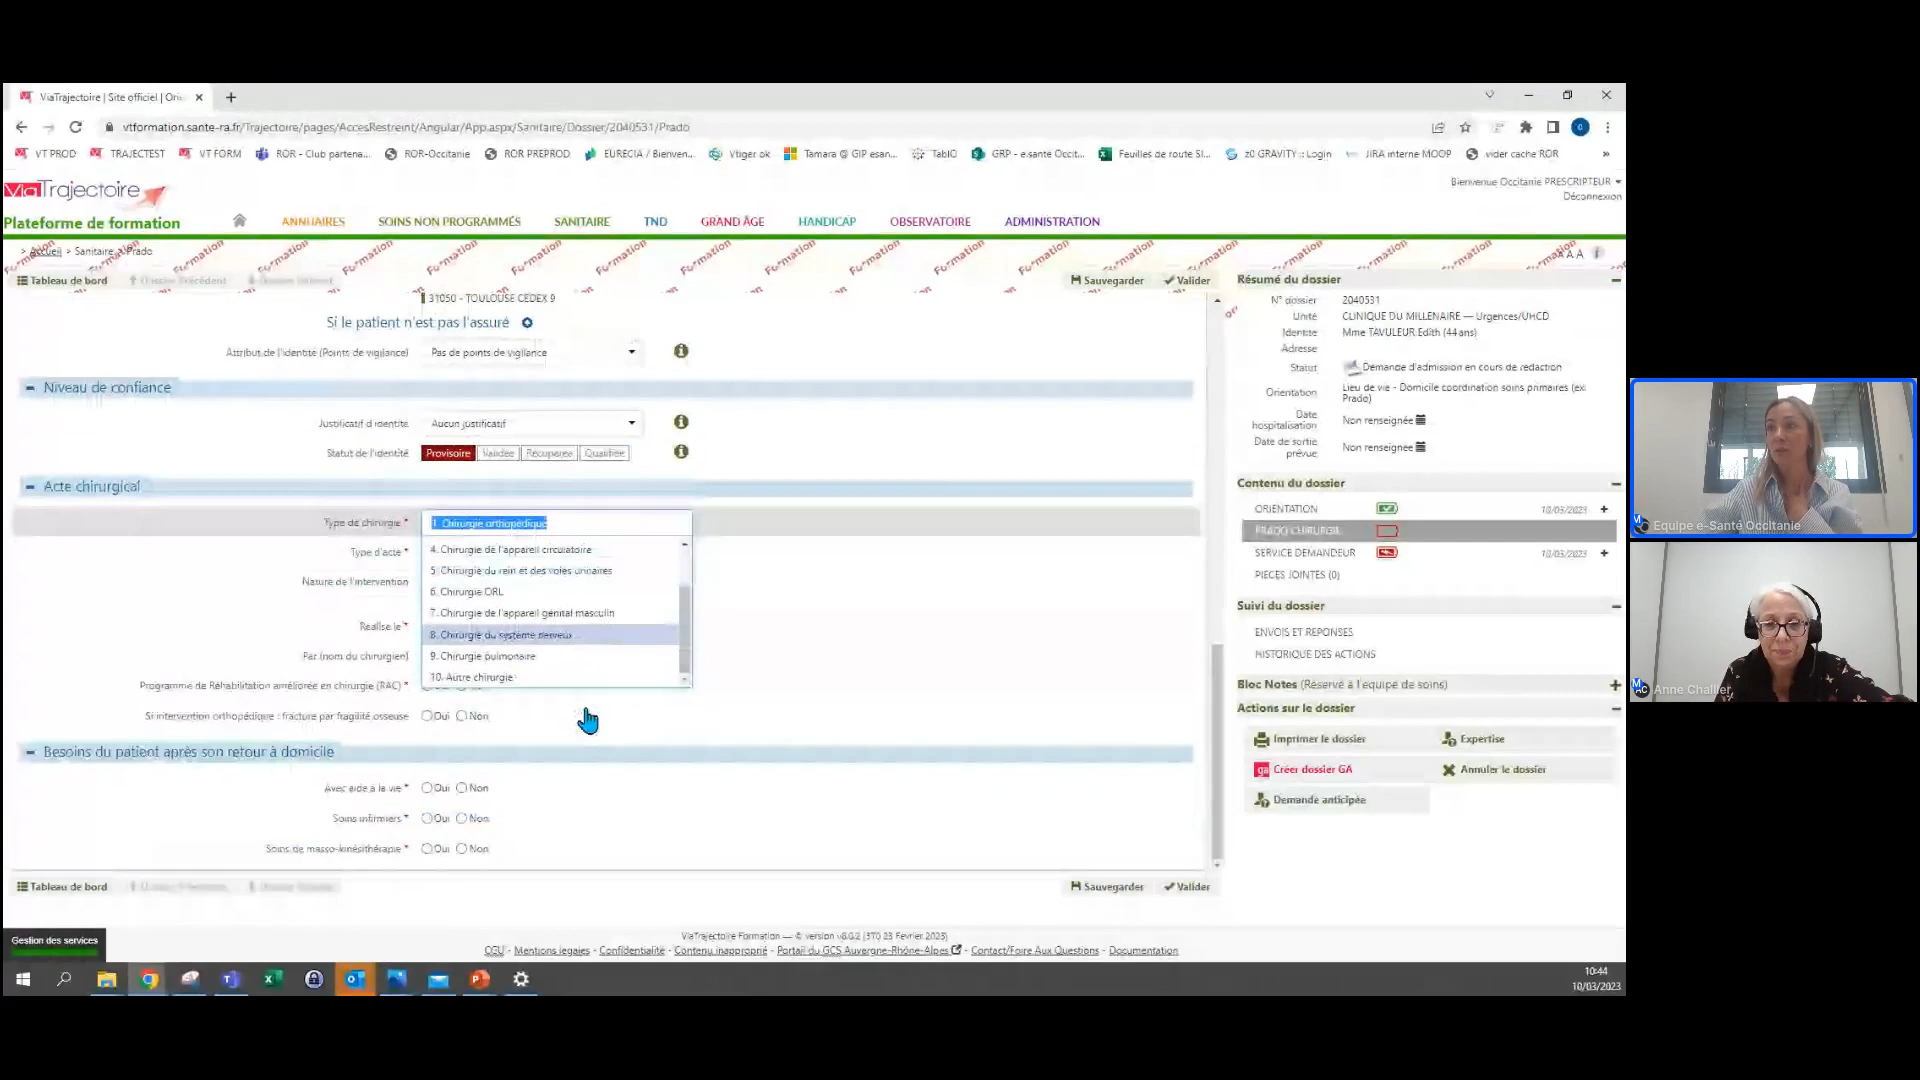 ViaTrajectoire | Site officiel | Ori
vtformation.sante-ra.fr/Trajectoire/pages/AccesRestreint/Angular/App.aspx/Sanitaire/Dossier/2040531/Prado
VT PROD TRAJECTEST VT FORM ROR - Club partena... ROR-Occitanie ROR PREPROD EURECIA / Bienven... Vtiger ok Tamara @ GIP esan... TablO GRP - e.santé Occit... Feuilles de route SI... z0 GRAVITY :: Login JIRA interne MOOP vider cache ROR »
ViaTrajectoire
Bienvenue Occitanie PRESCRIPTEUR
Déconnexion
Plateforme de formation
ANNUAIRES SOINS NON PROGRAMMÉS SANITAIRE TND GRAND ÂGE HANDICAP OBSERVATOIRE ADMINISTRATION
> Accueil > Sanitaire > Prado
A A A
Formation Formation Formation Formation Formation Formation Formation Formation Formation Formation Formation
Tableau de bord Dossier Précédent Dossier Suivant
Sauvegarder Valider
31050 - TOULOUSE CEDEX 9
Si le patient n'est pas l'assuré
Attribut de l'identité (Points de vigilance) Pas de points de vigilance
Niveau de confiance
Justificatif d'identité Aucun justificatif
Statut de l'identité Provisoire Validée Récupérée Qualifiée
Acte chirurgical
Type de chirurgie * 1. Chirurgie orthopédique
4. Chirurgie de l'appareil circulatoire
5. Chirurgie du rein et des voies urinaires
6. Chirurgie ORL
7. Chirurgie de l'appareil génital masculin
8. Chirurgie du système nerveux
9. Chirurgie pulmonaire
10. Autre chirurgie
Type d'acte *
Nature de l'intervention
Réalisé le *
Par (nom du chirurgien)
Programme de Réhabilitation améliorée en chirurgie (RAC) *
Si intervention orthopédique : fracture par fragilité osseuse Oui Non
Besoins du patient après son retour à domicile
Avec aide à la vie * Oui Non
Soins infirmiers * Oui Non
Soins de masso-kinésithérapie * Oui Non
Tableau de bord
Sauvegarder Valider
Résumé du dossier
N° dossier 2040531
Unité CLINIQUE DU MILLENAIRE — Urgences/UHCD
Identité Mme TAVULEUR Edith (44 ans)
Adresse
Statut Demande d'admission en cours de rédaction
Orientation Lieu de vie - Domicile coordination soins primaires (ex: Prado)
Date hospitalisation Non renseignée
Date de sortie prévue Non renseignée
Contenu du dossier
ORIENTATION 10/03/2023 +
PRADO CHIRURGIE
SERVICE DEMANDEUR 10/03/2023 +
PIECES JOINTES (0)
Suivi du dossier
ENVOIS ET REPONSES
HISTORIQUE DES ACTIONS
Bloc Notes (Réservé à l'équipe de soins)
Actions sur le dossier
Imprimer le dossier Expertise
ga Créer dossier GA Annuler le dossier
Demande anticipée
ViaTrajectoire Formation — © version v8.0.2 (3T0 23 Février 2023)
CGU - Mentions légales - Confidentialité - Contenu inapproprié - Portail du GCS Auvergne-Rhône-Alpes - Contact/Foire Aux Questions - Documentation
Gestion des services
10:44
10/03/2023
Equipe e-Santé Occitanie
Anne Challier